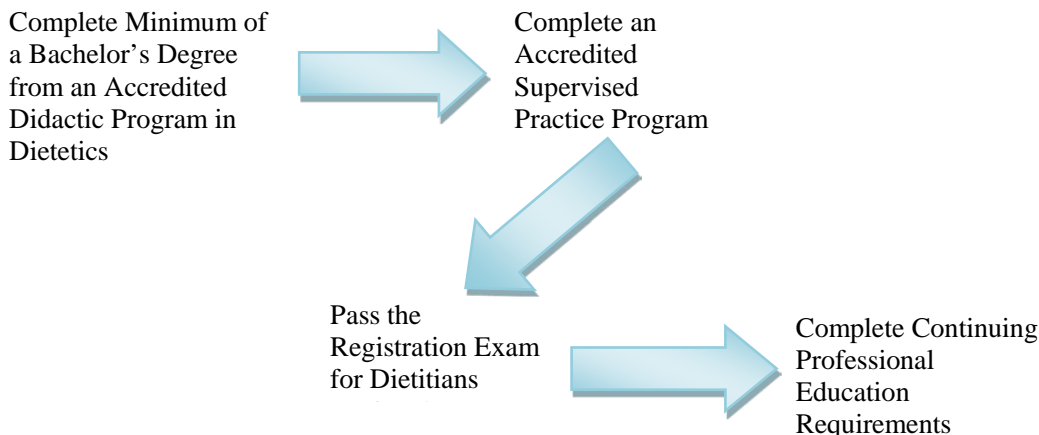 Complete Minimum of
a Bachelor’s Degree
from an Accredited
Didactic Program in
Dietetics
Complete an
Accredited
Supervised
Practice Program
Pass the
Registration Exam
for Dietitians
Complete Continuing
Professional
Education
Requirements